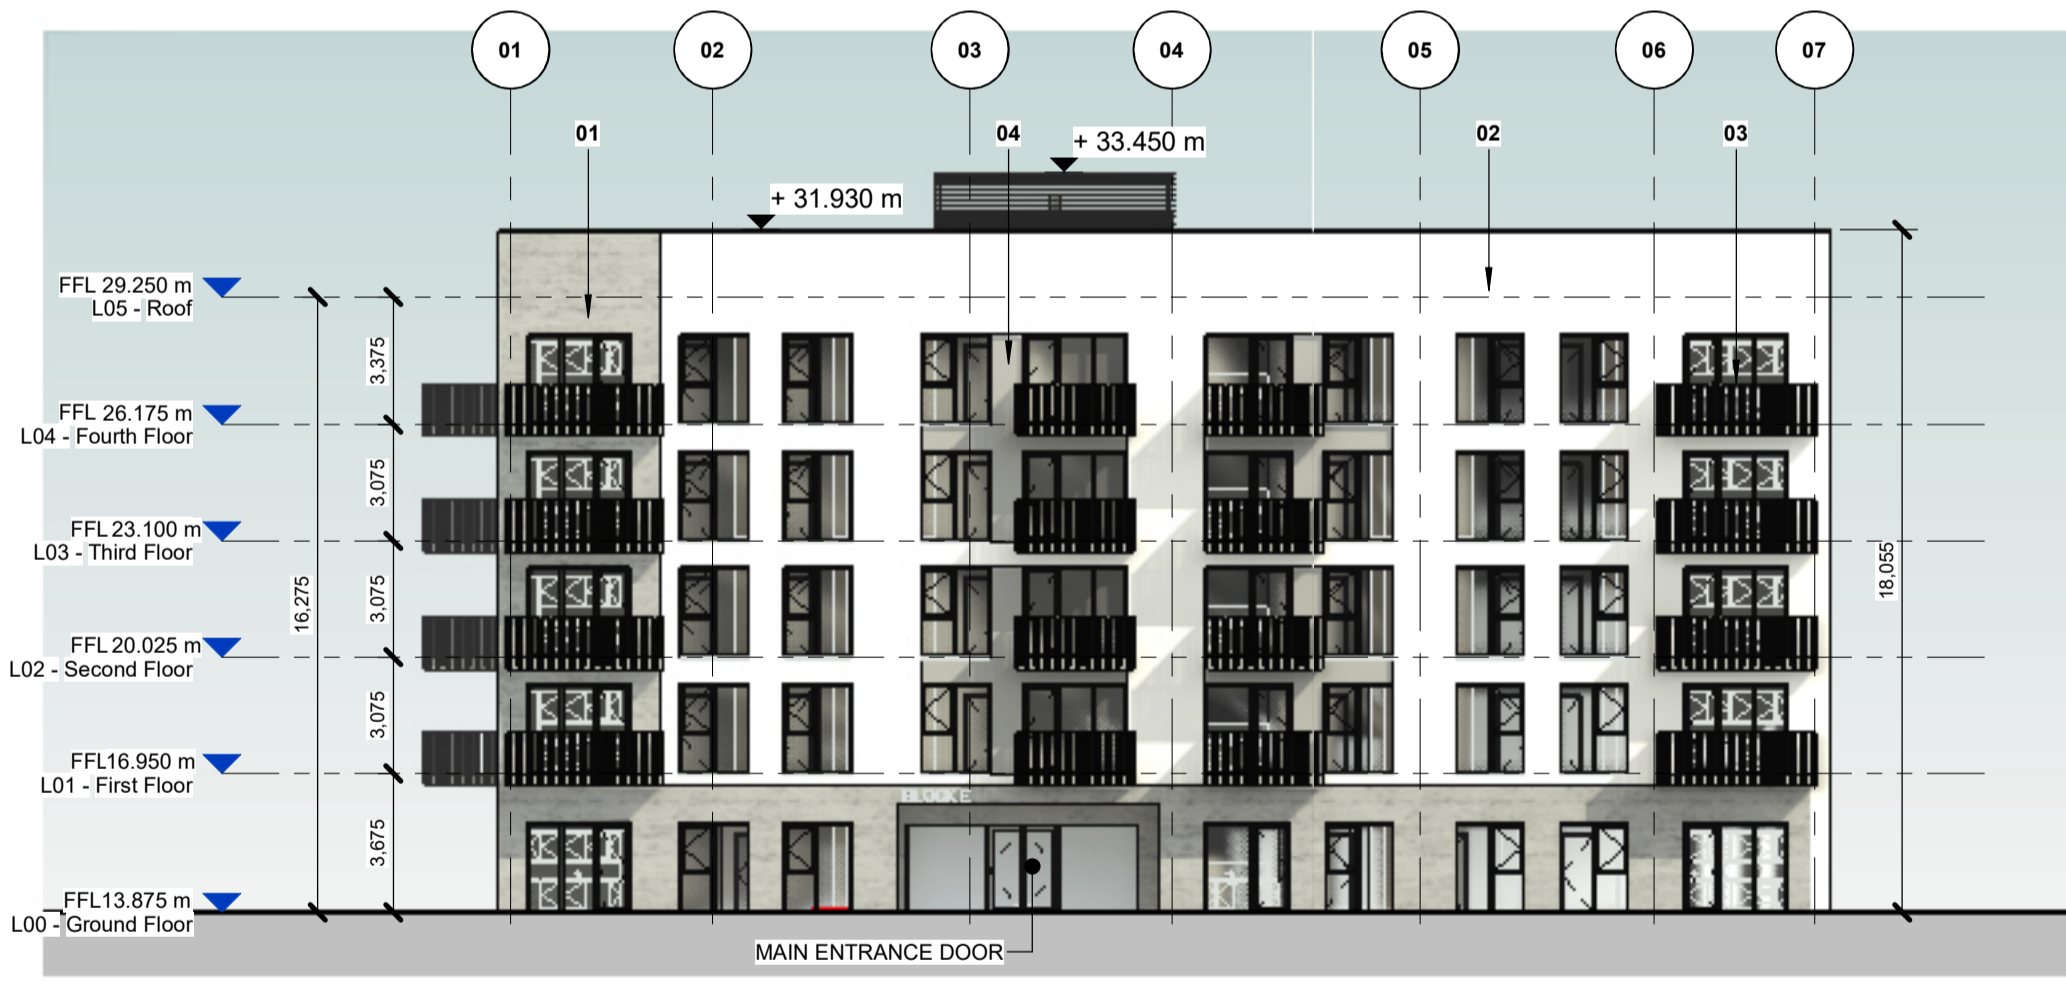 01 02 03 04 05 06 07
01 04 02 03
+ 33.450 m
+ 31.930 m
FFL 29.250 m
L05 - Roof
3,375
FFL 26.175 m
L04 - Fourth Floor
3,075
FFL 23.100 m
L03 - Third Floor
16,275
3,075
18,055
FFL 20.025 m
L02 - Second Floor
3,075
FFL16.950 m
L01 - First Floor
BLOCK E
3,675
FFL13.875 m
L00 - Ground Floor
MAIN ENTRANCE DOOR